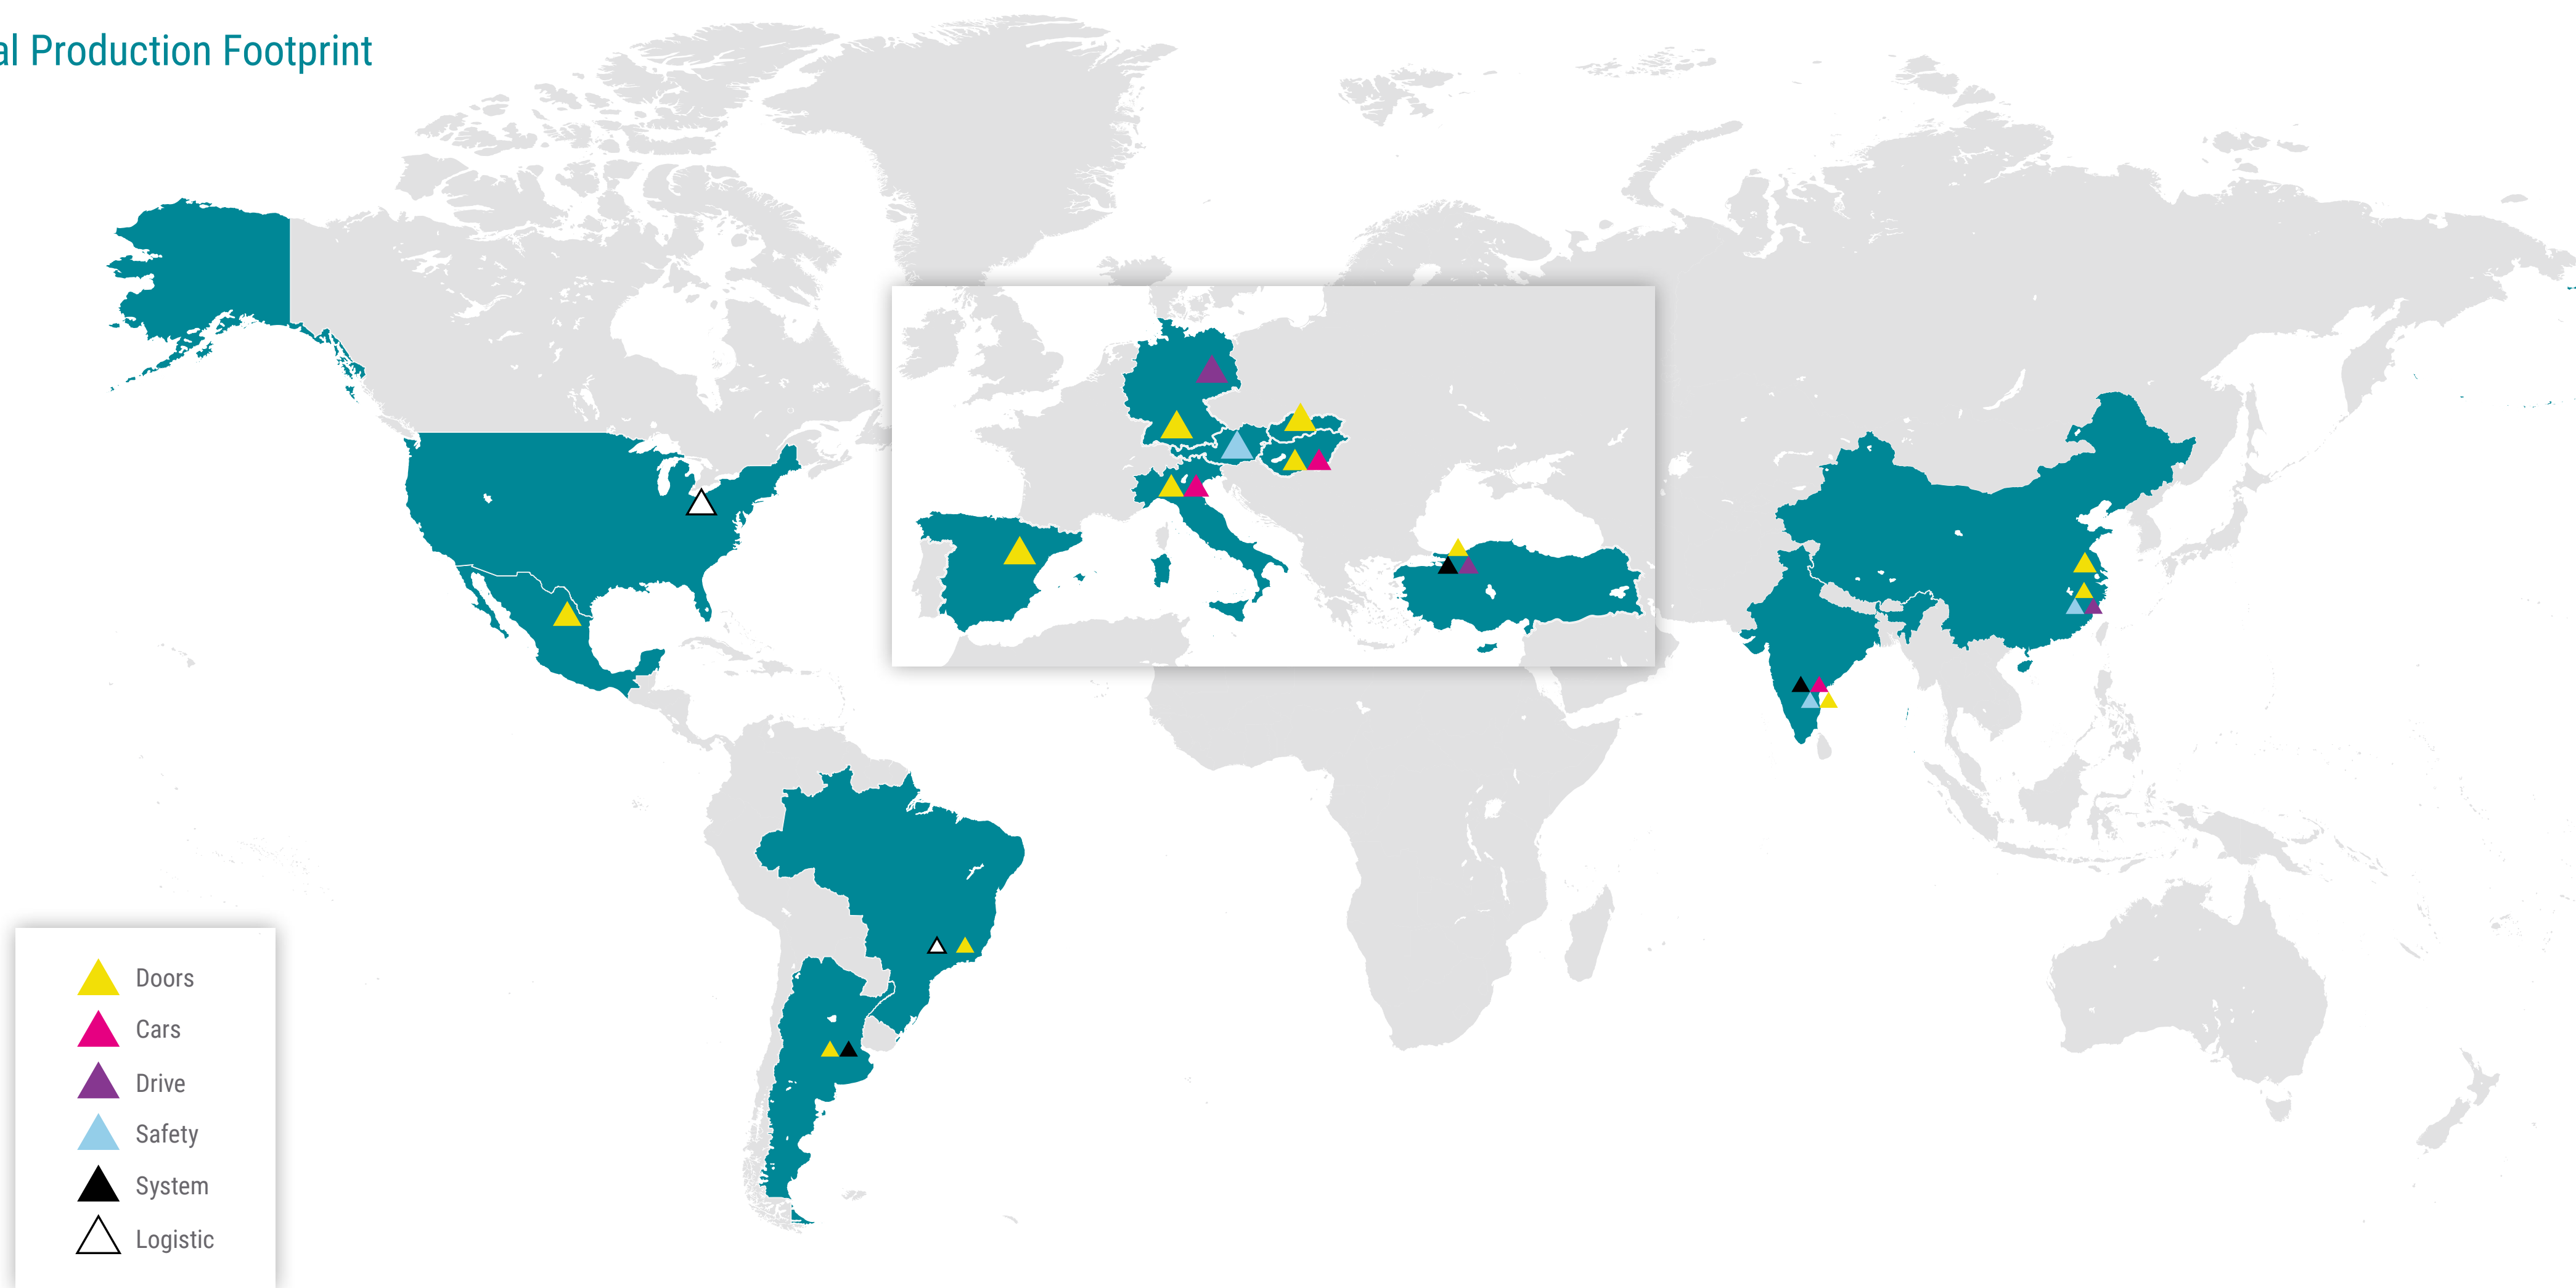 al Production Footprint
Doors
Cars
Drive
Safety
System
Logistic